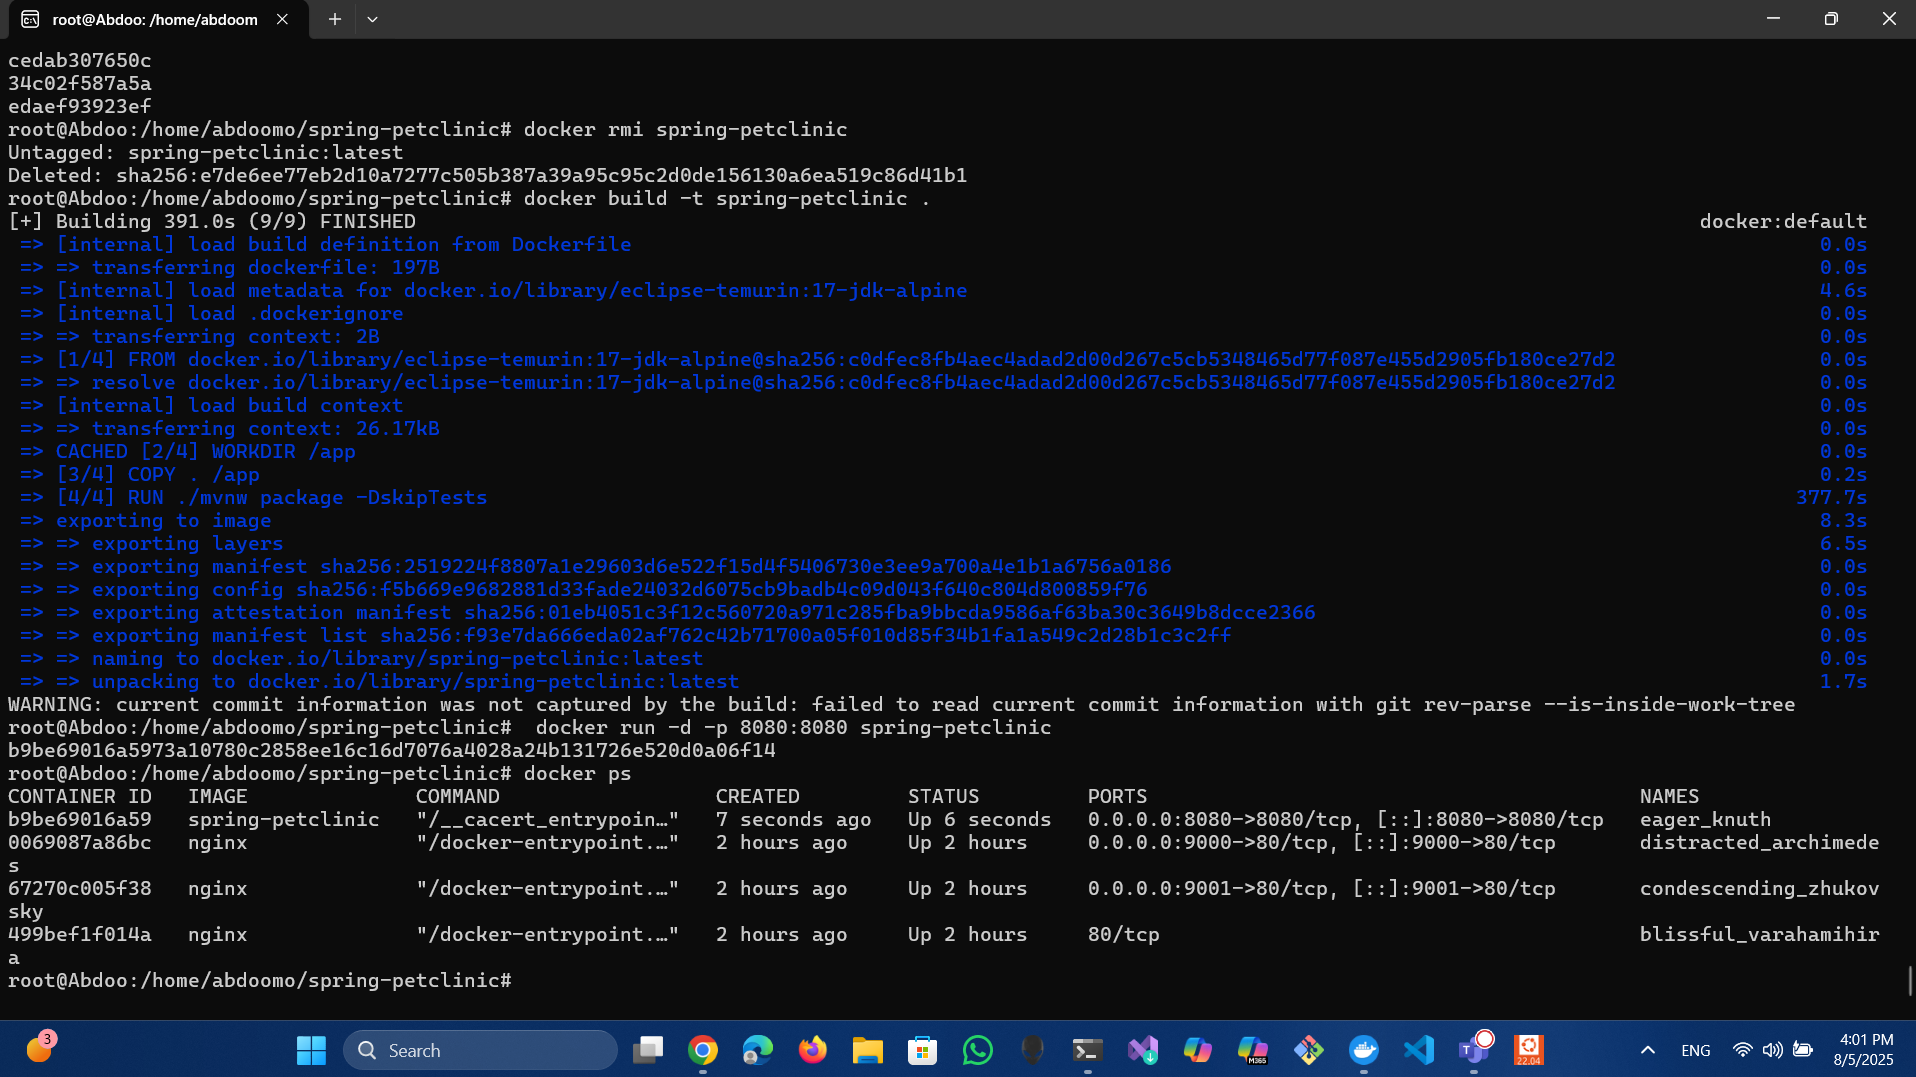 root@Abdoo: /home/abdoom
cedab307650c
34c02f587a5a
edaef93923ef
root@Abdoo:/home/abdoomo/spring-petclinic# docker rmi spring-petclinic
Untagged: spring-petclinic:latest
Deleted: sha256:e7de6ee77eb2d10a7277c505b387a39a95c95c2d0de156130a6ea519c86d41b1
root@Abdoo:/home/abdoomo/spring-petclinic# docker build -t spring-petclinic .
[+] Building 391.0s (9/9) FINISHED docker:default
=> [internal] load build definition from Dockerfile 0.0s
=> => transferring dockerfile: 197B 0.0s
=> [internal] load metadata for docker.io/library/eclipse-temurin:17-jdk-alpine 4.6s
=> [internal] load .dockerignore 0.0s
=> => transferring context: 2B 0.0s
=> [1/4] FROM docker.io/library/eclipse-temurin:17-jdk-alpine@sha256:c0dfec8fb4aec4adad2d00d267c5cb5348465d77f087e455d2905fb180ce27d2 0.0s
=> => resolve docker.io/library/eclipse-temurin:17-jdk-alpine@sha256:c0dfec8fb4aec4adad2d00d267c5cb5348465d77f087e455d2905fb180ce27d2 0.0s
=> [internal] load build context 0.0s
=> => transferring context: 26.17kB 0.0s
=> CACHED [2/4] WORKDIR /app 0.0s
=> [3/4] COPY . /app 0.2s
=> [4/4] RUN ./mvnw package -DskipTests 377.7s
=> exporting to image 8.3s
=> => exporting layers 6.5s
=> => exporting manifest sha256:2519224f8807a1e29603d6e522f15d4f5406730e3ee9a700a4e1b1a6756a0186 0.0s
=> => exporting config sha256:f5b669e9682881d33fade24032d6075cb9badb4c09d043f640c804d800859f76 0.0s
=> => exporting attestation manifest sha256:01eb4051c3f12c560720a971c285fba9bbcda9586af63ba30c3649b8dcce2366 0.0s
=> => exporting manifest list sha256:f93e7da666eda02af762c42b71700a05f010d85f34b1fa1a549c2d28b1c3c2ff 0.0s
=> => naming to docker.io/library/spring-petclinic:latest 0.0s
=> => unpacking to docker.io/library/spring-petclinic:latest 1.7s
WARNING: current commit information was not captured by the build: failed to read current commit information with git rev-parse --is-inside-work-tree
root@Abdoo:/home/abdoomo/spring-petclinic#  docker run -d -p 8080:8080 spring-petclinic
b9be69016a5973a10780c2858ee16c16d7076a4028a24b131726e520d0a06f14
root@Abdoo:/home/abdoomo/spring-petclinic# docker ps
CONTAINER ID IMAGE COMMAND CREATED STATUS PORTS NAMES
b9be69016a59 spring-petclinic "/__cacert_entrypoin…" 7 seconds ago Up 6 seconds 0.0.0.0:8080->8080/tcp, [::]:8080->8080/tcp eager_knuth
0069087a86bc nginx "/docker-entrypoint.…" 2 hours ago Up 2 hours 0.0.0.0:9000->80/tcp, [::]:9000->80/tcp distracted_archimede
s
67270c005f38 nginx "/docker-entrypoint.…" 2 hours ago Up 2 hours 0.0.0.0:9001->80/tcp, [::]:9001->80/tcp condescending_zhukov
sky
499bef1f014a nginx "/docker-entrypoint.…" 2 hours ago Up 2 hours 80/tcp blissful_varahamihir
a
root@Abdoo:/home/abdoomo/spring-petclinic#
3
Search
M365
22.04
ENG
4:01 PM
8/5/2025